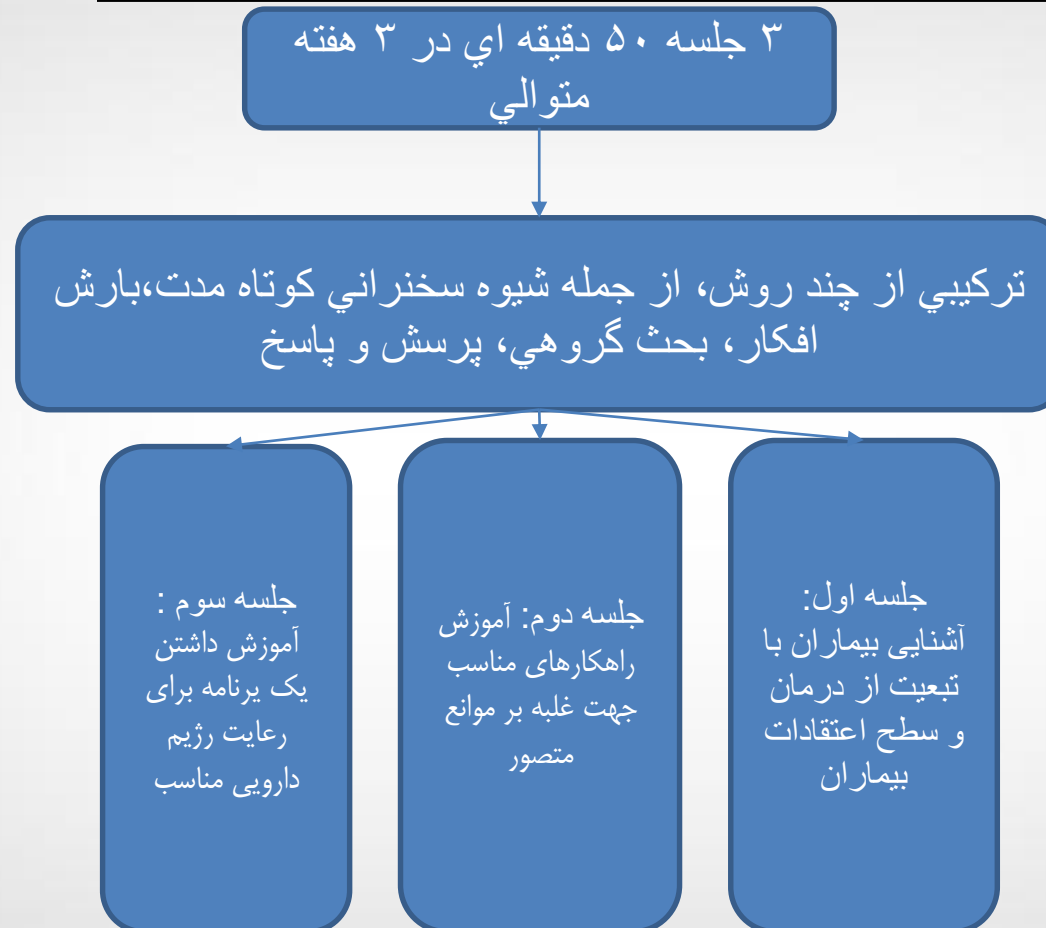 ۳ جلسه ۵۰ دقيقه اي در ۳ هفته
متوالي
تركيبي از چند روش، از جمله شيوه سخنراني كوتاه مدت،بارش
افكار، بحث گروهي، پرسش و پاسخ
جلسه اول:
آشنایی بیماران با
تبعیت از درمان
و سطح اعتقادات
بیماران
جلسه دوم: آموزش
راهکارهای مناسب
جهت غلبه بر موانع
متصور
جلسه سوم :
آموزش داشتن
یک برنامه برای
رعایت رژیم
دارویی مناسب